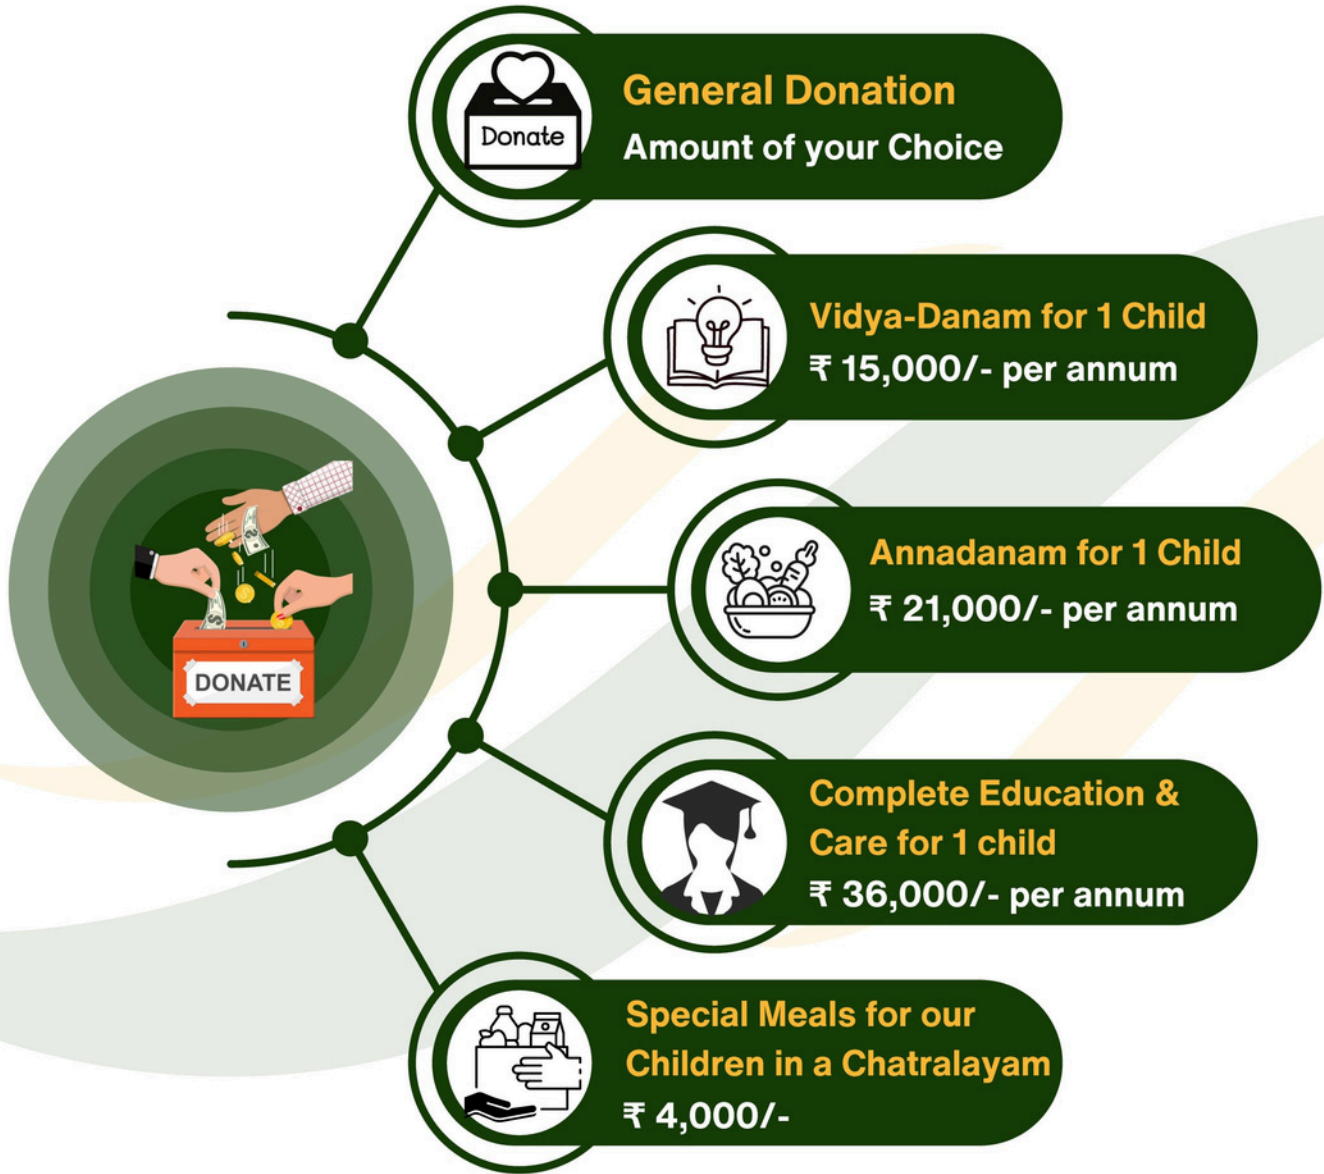 Donate
General Donation
Amount of your Choice
Vidya-Danam for 1 Child
₹ 15,000/- per annum
Annadanam for 1 Child
₹ 21,000/- per annum
DONATE
Complete Education &
Care for 1 child
₹ 36,000/- per annum
Special Meals for our
Children in a Chatralayam
₹ 4,000/-